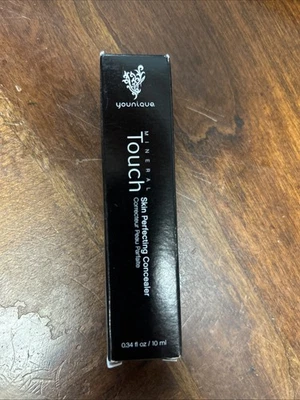 younique
MINERAL
Touch
Skin Perfecting Concealer
Correcteur Peau Parfaite
0.34 fl oz / 10 ml